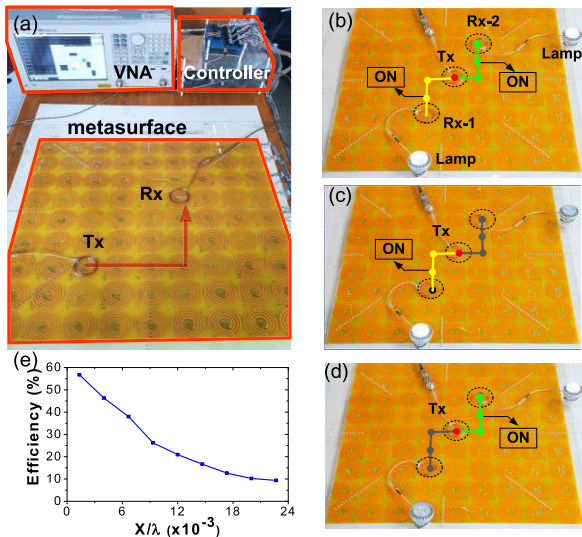 (a)
VNA
Controller
metasurface
Rx
Tx
(b)
Rx-2
Tx
Lamp
ON
ON
Rx-1
Lamp
(c)
Tx
ON
(d)
Tx
ON
(e)
60
50
40
30
20
10
0
Efficiency (%)
0 6 12 18 24
X/λ (x10⁻³)